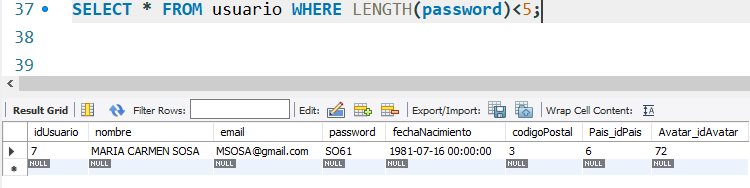 37 SELECT * FROM usuario WHERE LENGTH(password)<5;
38
39
Result Grid Filter Rows: Edit: Export/Import: Wrap Cell Content: IA
idUsuario nombre email password fechaNacimiento codigoPostal Pais_idPais Avatar_idAvatar
7 MARIA CARMEN SOSA MSOSA@gmail.com SO61 1981-07-16 00:00:00 3 6 72
NULL NULL NULL NULL NULL NULL NULL NULL